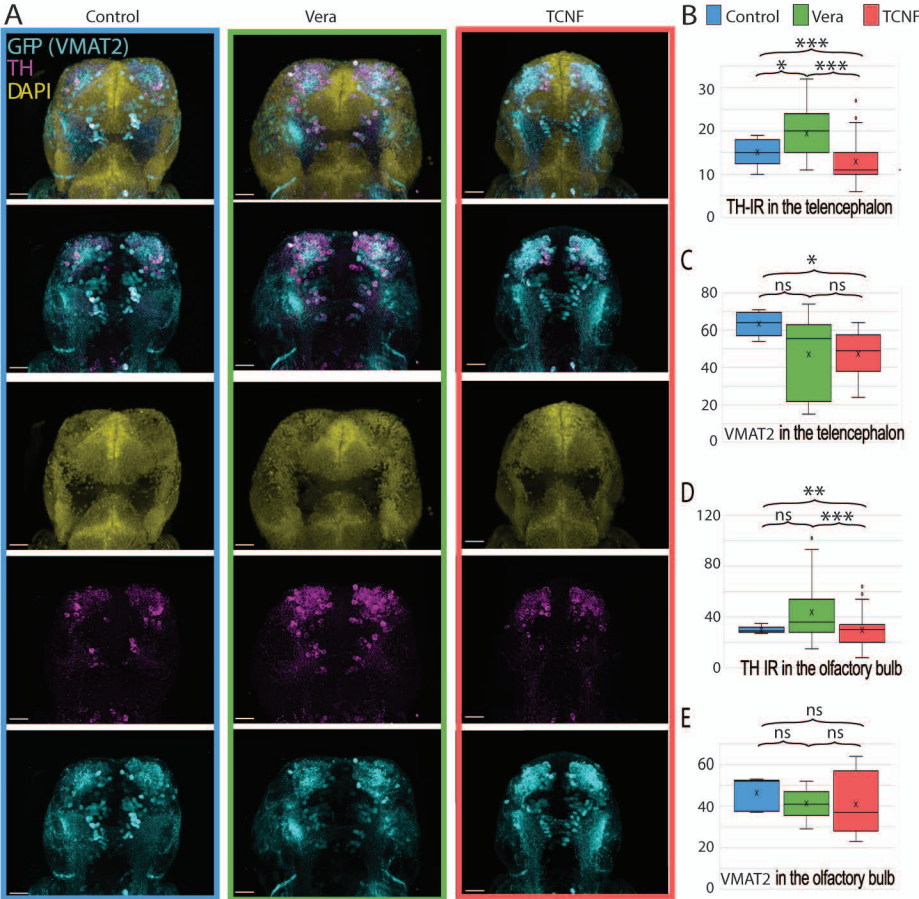 A
Control
Vera
TCNF
GFP (VMAT2)
TH
DAPI
B
Control
Vera
TCNF
***
*
***
30
20
10
0
x
x
x
TH-IR in the telencephalon
C
*
ns
ns
80
60
40
20
0
x
x
x
VMAT2 in the telencephalon
D
**
ns
***
120
80
40
0
x
x
x
TH IR in the olfactory bulb
E
ns
ns
ns
60
40
20
0
x
x
x
VMAT2 in the olfactory bulb